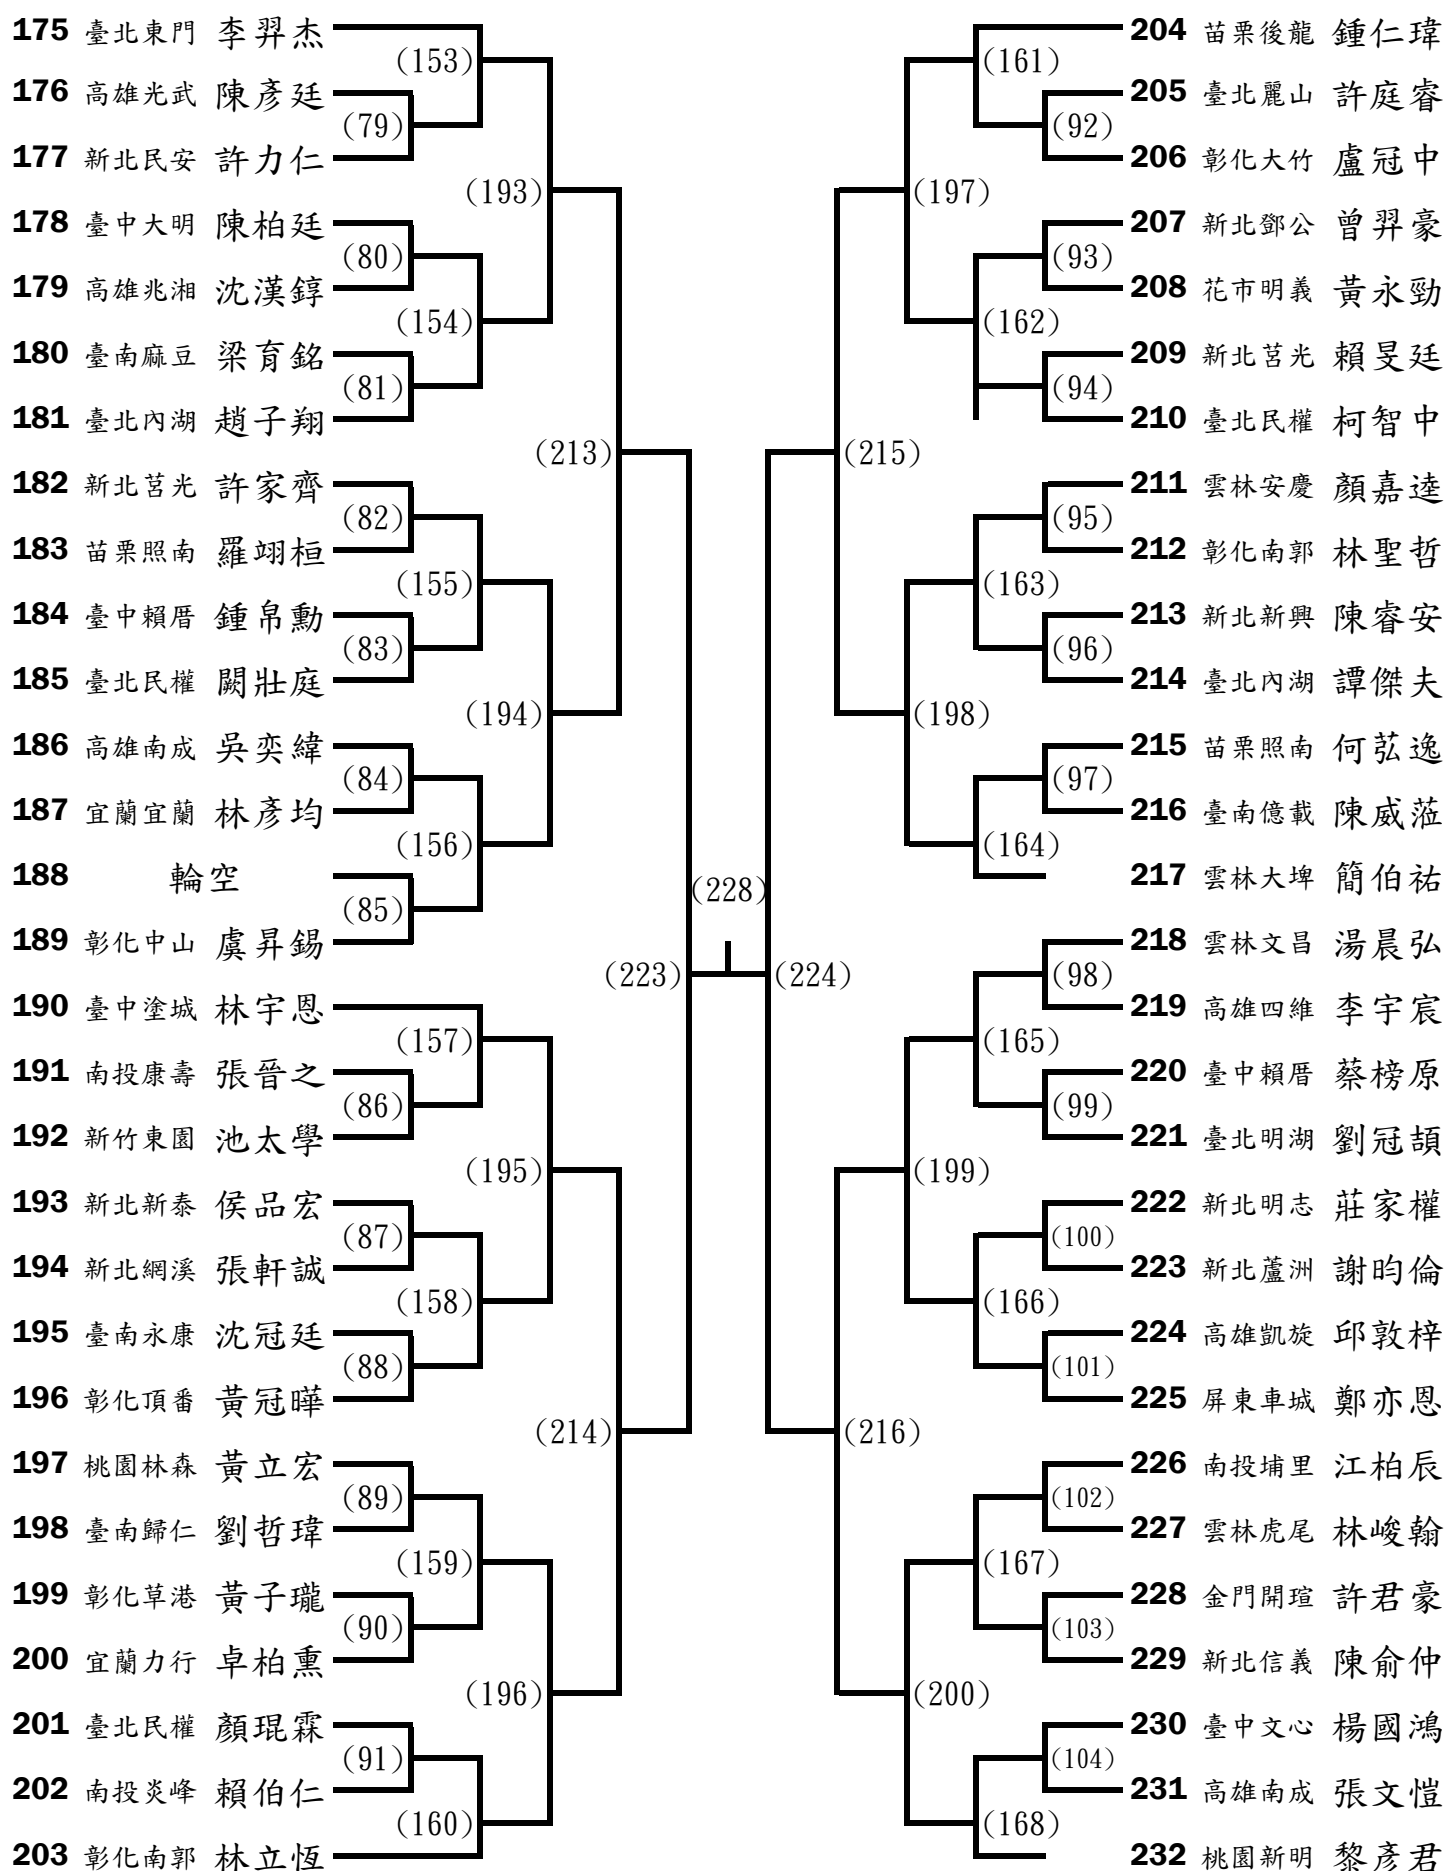 175 臺北東門 李羿杰
(153)
176 高雄光武 陳彥廷
(79)
177 新北民安 許力仁
(193)
178 臺中大明 陳柏廷
(80)
179 高雄兆湘 沈漢錞
(154)
180 臺南麻豆 梁育銘
(81)
181 臺北內湖 趙子翔
(213)
182 新北莒光 許家齊
(82)
183 苗栗照南 羅翊桓
(155)
184 臺中賴厝 鍾帛勳
(83)
185 臺北民權 闕壯庭
(194)
186 高雄南成 吳奕緯
(84)
187 宜蘭宜蘭 林彥均
(156)
188 輪空
(85)
189 彰化中山 虞昇錫
(223)
190 臺中塗城 林宇恩
(157)
191 南投康壽 張晉之
(86)
192 新竹東園 池太學
(195)
193 新北新泰 侯品宏
(87)
194 新北網溪 張軒誠
(158)
195 臺南永康 沈冠廷
(88)
196 彰化頂番 黃冠曄
(214)
197 桃園林森 黃立宏
(89)
198 臺南歸仁 劉哲瑋
(159)
199 彰化草港 黃子瓏
(90)
200 宜蘭力行 卓柏熏
(196)
201 臺北民權 顏琨霖
(91)
202 南投炎峰 賴伯仁
(160)
203 彰化南郭 林立恆
(228)
204 苗栗後龍 鍾仁瑋
(161)
205 臺北麗山 許庭睿
(92)
206 彰化大竹 盧冠中
(197)
207 新北鄧公 曾羿豪
(93)
208 花市明義 黃永勁
(162)
209 新北莒光 賴旻廷
(94)
210 臺北民權 柯智中
(215)
211 雲林安慶 顏嘉逵
(95)
212 彰化南郭 林聖哲
(163)
213 新北新興 陳睿安
(96)
214 臺北內湖 譚傑夫
(198)
215 苗栗照南 何苰逸
(97)
216 臺南億載 陳威蒞
(164)
217 雲林大埤 簡伯祐
218 雲林文昌 湯晨弘
(98)
(224)
219 高雄四維 李宇宸
(165)
220 臺中賴厝 蔡榜原
(99)
221 臺北明湖 劉冠頡
(199)
222 新北明志 莊家權
(100)
223 新北蘆洲 謝昀倫
(166)
224 高雄凱旋 邱敦梓
(101)
225 屏東車城 鄭亦恩
(216)
226 南投埔里 江柏辰
(102)
227 雲林虎尾 林峻翰
(167)
228 金門開瑄 許君豪
(103)
229 新北信義 陳俞仲
(200)
230 臺中文心 楊國鴻
(104)
231 高雄南成 張文愷
(168)
232 桃園新明 黎彥君